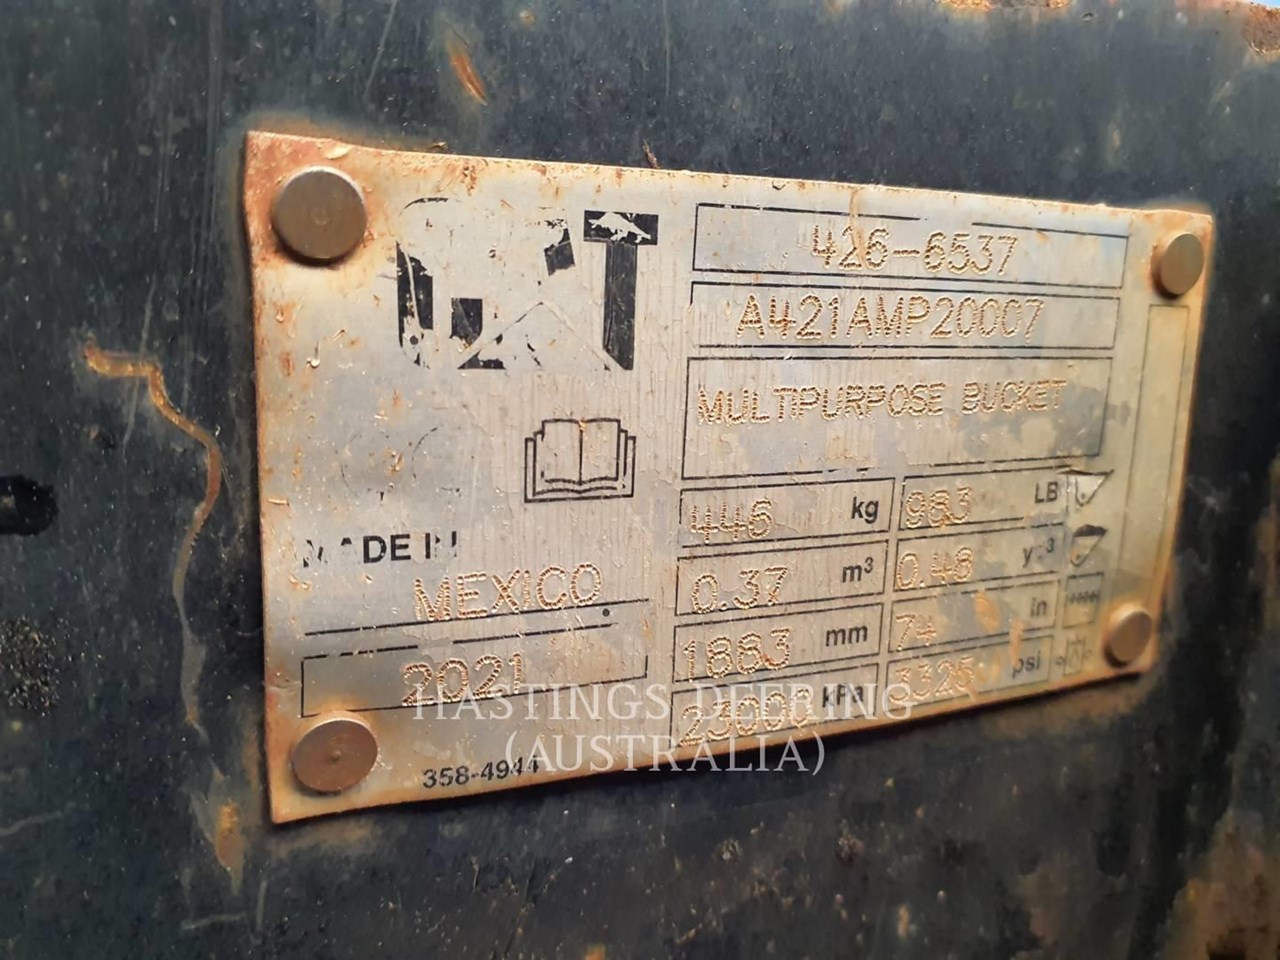 CAT
426-6537
A421AMP20007
MULTIPURPOSE BUCKET
446 kg 983 LB
0.37 m³ 0.48 y³
1883 mm 74 in
23000 kPa 3325 psi
MADE IN
MEXICO
2021
358-4944
HASTINGS DEERING
(AUSTRALIA)